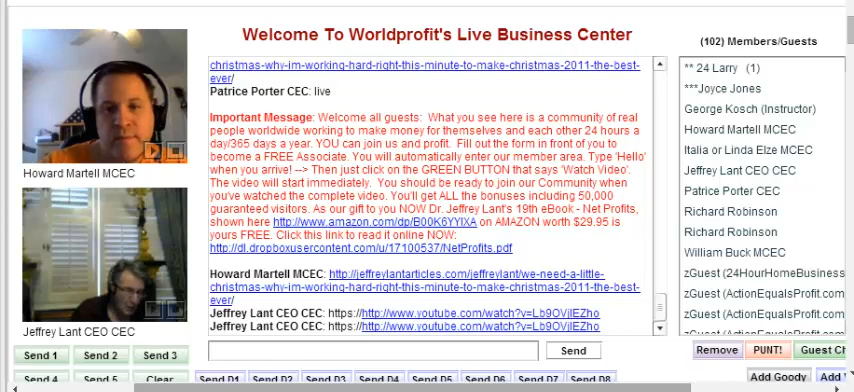 Welcome To Worldprofit's Live Business Center
Howard Martell MCEC
Jeffrey Lant CEO CEC
Send 1 Send 2 Send 3
Send 4 Send 5 Clear
christmas-why-im-working-hard-right-this-minute-to-make-christmas-2011-the-best-
ever/
Patrice Porter CEC: live
Important Message: Welcome all guests: What you see here is a community of real
people worldwide working to make money for themselves and each other 24 hours a
day/365 days a year. YOU can join us and profit. Fill out the form in front of you to
become a FREE Associate. You will automatically enter our member area. Type 'Hello'
when you arrive! --> Then just click on the GREEN BUTTON that says 'Watch Video'.
The video will start immediately. You should be ready to join our Community when
you've watched the complete video. You'll get ALL the bonuses including 50,000
guaranteed visitors. As our gift to you NOW Dr. Jeffrey Lant's 19th eBook - Net Profits,
shown here http://www.amazon.com/dp/B00K6YYIXA on AMAZON worth $29.95 is
yours FREE. Click this link to read it online NOW:
http://dl.dropboxusercontent.com/u/17100537/NetProfits.pdf
Howard Martell MCEC: http://jeffreylantarticles.com/jeffreylant/we-need-a-little-
christmas-why-im-working-hard-right-this-minute-to-make-christmas-2011-the-best-
ever/
Jeffrey Lant CEO CEC: https://http://www.youtube.com/watch?v=Lb9OVjIEZho
Jeffrey Lant CEO CEC: https://http://www.youtube.com/watch?v=Lb9OVjIEZho
Send
Send D1 Send D2 Send D3 Send D4 Send D5 Send D6 Send D7 Send D8
(102) Members/Guests
** 24 Larry (1)
***Joyce Jones
George Kosch (Instructor)
Howard Martell MCEC
Italia or Linda Elze MCEC
Jeffrey Lant CEO CEC
Patrice Porter CEC
Richard Robinson
Richard Robinson
William Buck MCEC
zGuest (24HourHomeBusiness
zGuest (ActionEqualsProfit.com
zGuest (ActionEqualsProfit.com
zGuest (ActionEqualsProfit.com
Remove PUNT! Guest Ch
Add Goody Add